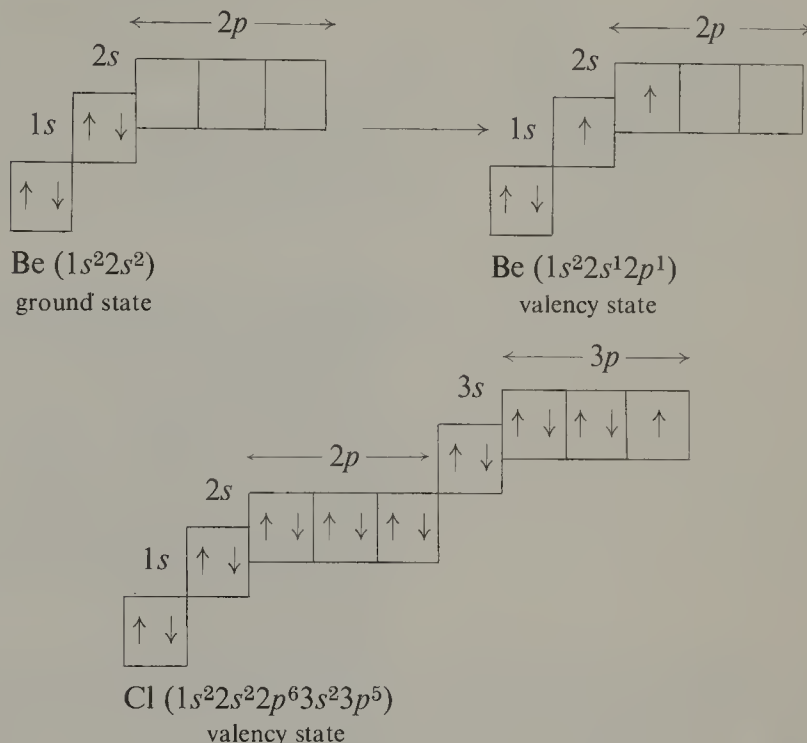 2p 2p
2s 2s
1s ↑ ↓ ↑ 1s ↑
↑ ↓ ↑ ↓
Be (1s²2s²) Be (1s²2s¹2p¹)
ground state valency state
3p
3s
2p ↑ ↓ ↑ ↓ ↑
2s ↑ ↓
1s ↑ ↓ ↑ ↓ ↑ ↓ ↑ ↓
↑ ↓
Cl (1s²2s²2p⁶3s²3p⁵)
valency state